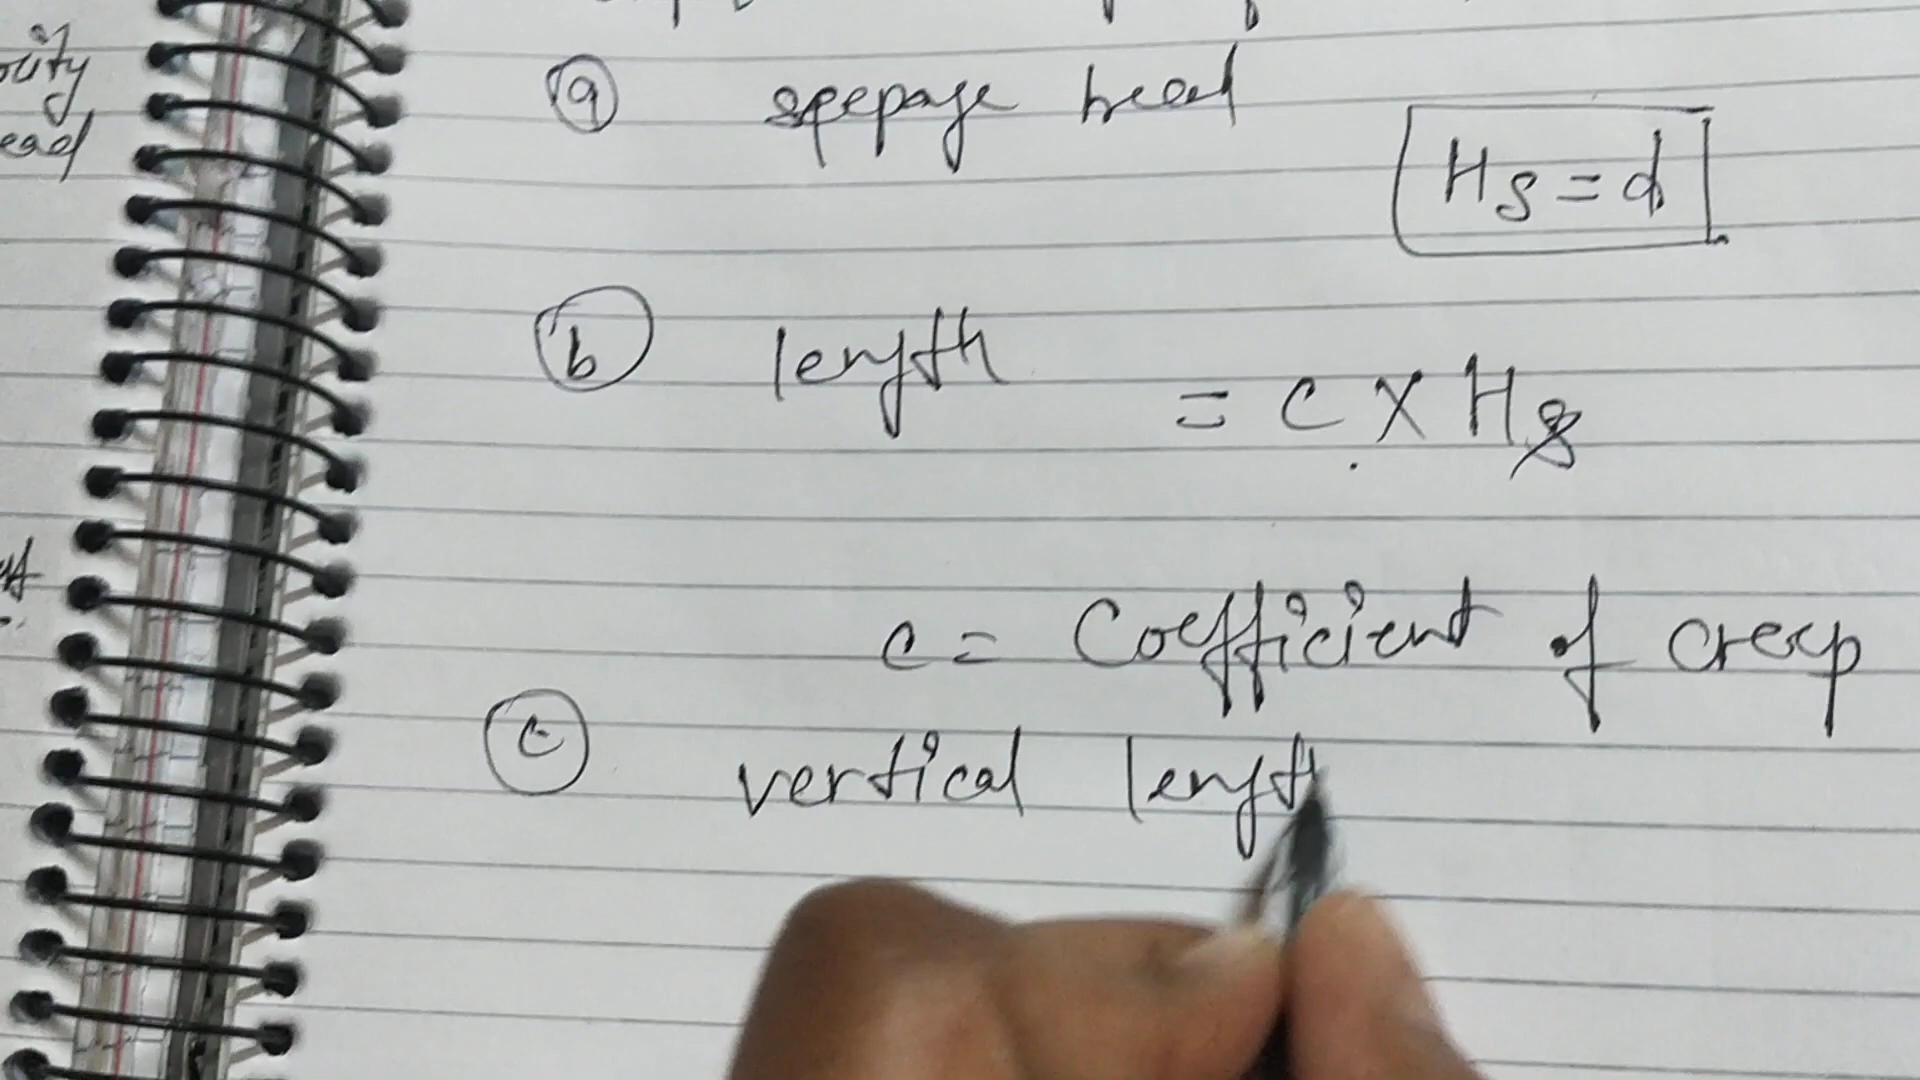 ⓐ seepage head
Hs = d
ⓑ length
= C X Hs
c = Coefficient of creep
ⓒ vertical length